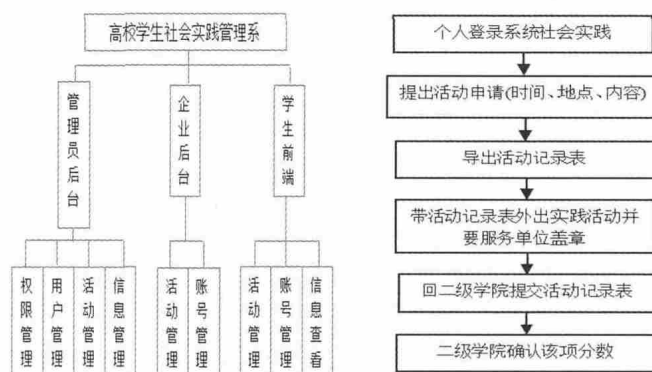 高校学生社会实践管理系
管理员后台
企业后台
学生前端
权限管理
用户管理
活动管理
信息管理
活动管理
账号管理
活动管理
账号管理
信息查看
个人登录系统社会实践
提出活动申请(时间、地点、内容)
导出活动记录表
带活动记录表外出实践活动并
要服务单位盖章
回二级学院提交活动记录表
二级学院确认该项分数